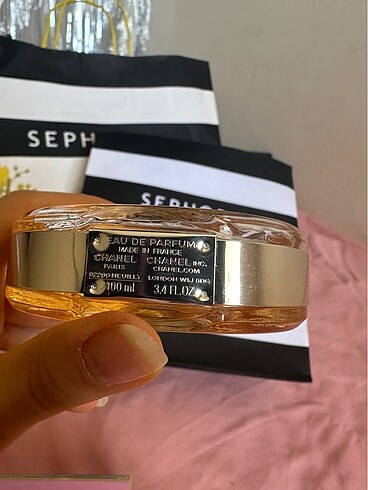 SEPH
SEPHO
EAU DE PARFUM
MADE IN FRANCE
CHANEL CHANEL INC.
PARIS CHANEL.COM
92200 NEUILLY LONDON W1J 6DG
100 ml 3.4 FL.OZ